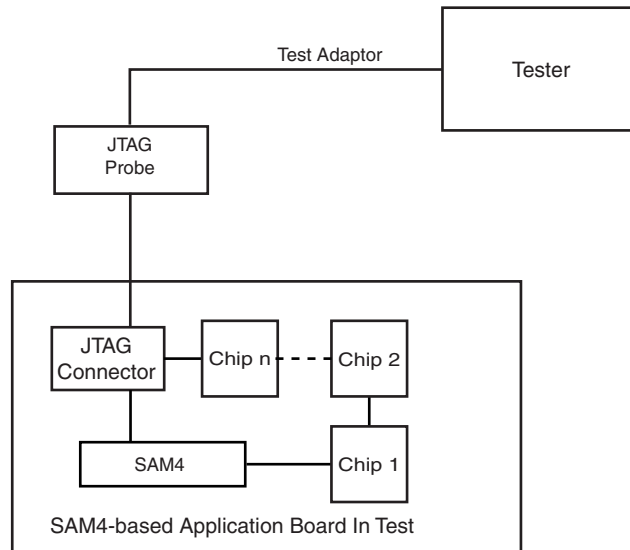 Test Adaptor
Tester
JTAG
Probe
JTAG
Connector
Chip n
Chip 2
SAM4
Chip 1
SAM4-based Application Board In Test